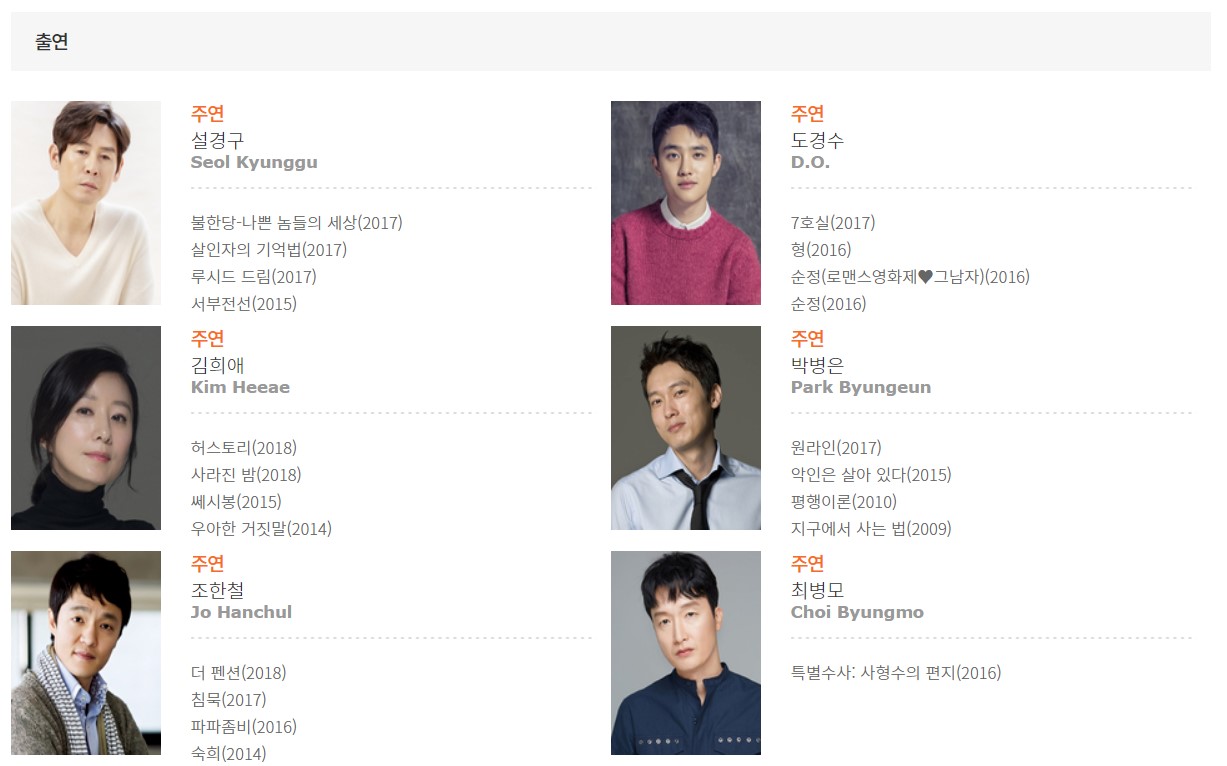 출연
주연
설경구
Seol Kyunggu
불한당-나쁜 놈들의 세상(2017)
살인자의 기억법(2017)
루시드 드림(2017)
서부전선(2015)
주연
도경수
D.O.
7호실(2017)
형(2016)
순정(로맨스영화제♥그남자)(2016)
순정(2016)
주연
김희애
Kim Heeae
허스토리(2018)
사라진 밤(2018)
쎄시봉(2015)
우아한 거짓말(2014)
주연
박병은
Park Byungeun
원라인(2017)
악인은 살아 있다(2015)
평행이론(2010)
지구에서 사는 법(2009)
주연
조한철
Jo Hanchul
더 펜션(2018)
침묵(2017)
파파좀비(2016)
숙희(2014)
주연
최병모
Choi Byungmo
특별수사: 사형수의 편지(2016)